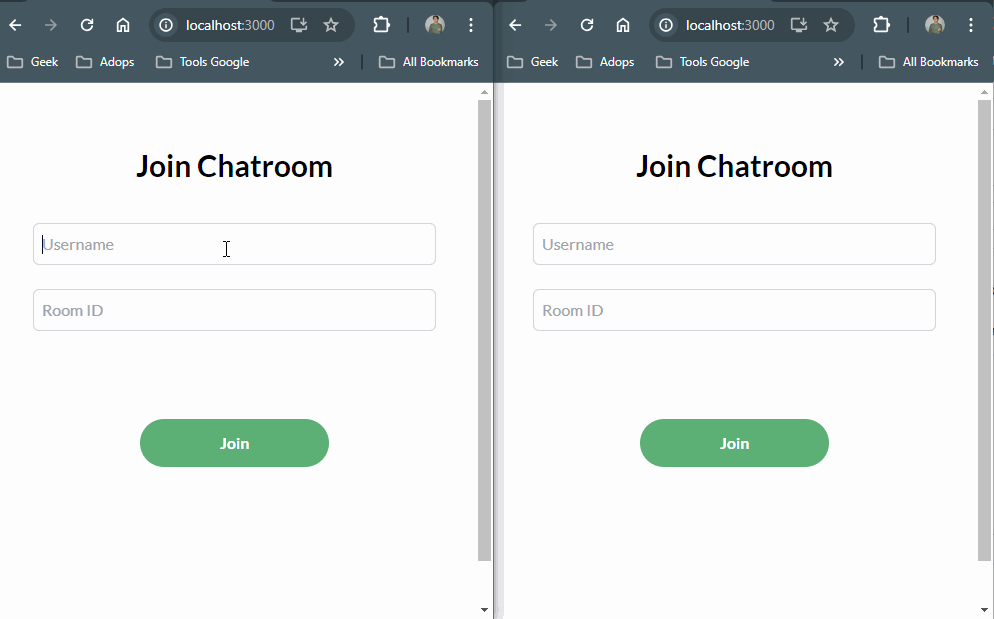 localhost:3000
Geek Adops Tools Google » All Bookmarks
Join Chatroom
Username
Room ID
Join
localhost:3000
Geek Adops Tools Google » All Bookmarks
Join Chatroom
Username
Room ID
Join